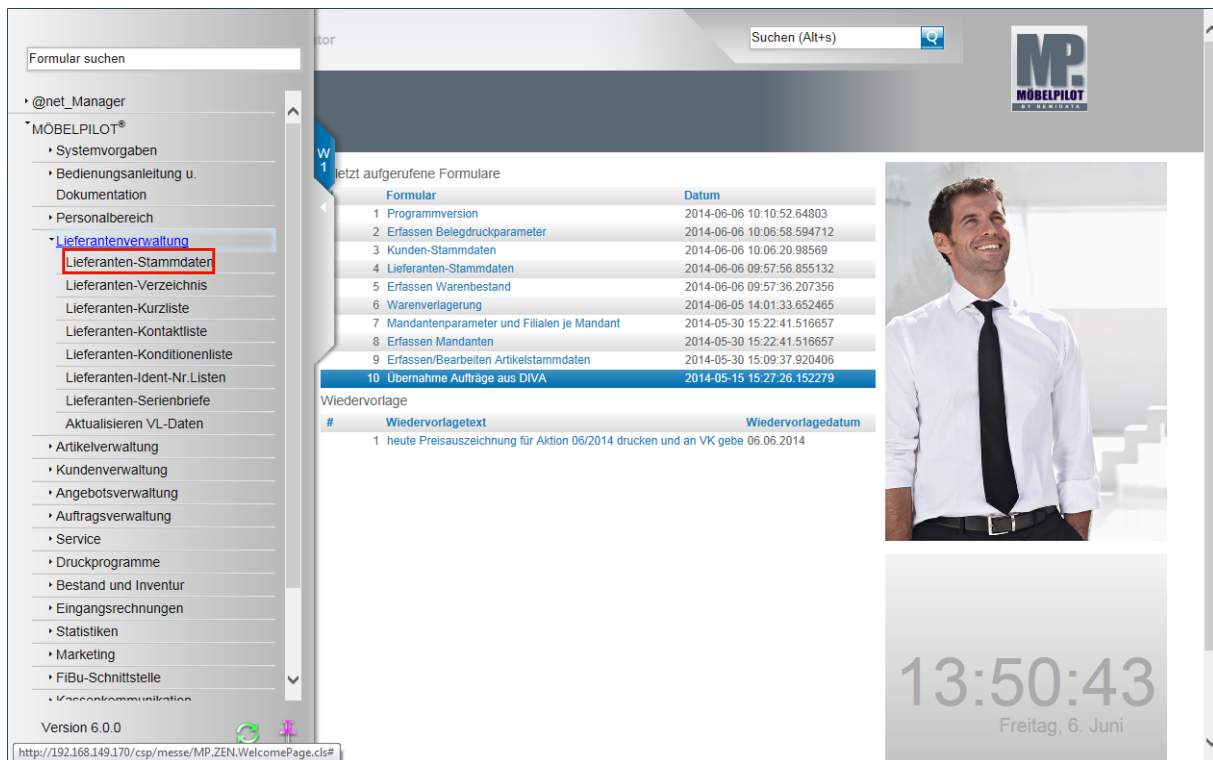 Formular suchen
tor
Suchen (Alt+s)
MP.
MÖBELPILOT
BY BEMIDATA
@net_Manager
MÖBELPILOT®
Systemvorgaben
Bedienungsanleitung u.
Dokumentation
Personalbereich
Lieferantenverwaltung
Lieferanten-Stammdaten
Lieferanten-Verzeichnis
Lieferanten-Kurzliste
Lieferanten-Kontaktliste
Lieferanten-Konditionenliste
Lieferanten-Ident-Nr.Listen
Lieferanten-Serienbriefe
Aktualisieren VL-Daten
Artikelverwaltung
Kundenverwaltung
Angebotsverwaltung
Auftragsverwaltung
Service
Druckprogramme
Bestand und Inventur
Eingangsrechnungen
Statistiken
Marketing
FiBu-Schnittstelle
Kassenkommunikation
Version 6.0.0
http://192.168.149.170/csp/messe/MP.ZEN.WelcomePage.cls#
W
1
letzt aufgerufene Formulare
Formular Datum
1 Programmversion 2014-06-06 10:10:52.64803
2 Erfassen Belegdruckparameter 2014-06-06 10:06:58.594712
3 Kunden-Stammdaten 2014-06-06 10:06:20.98569
4 Lieferanten-Stammdaten 2014-06-06 09:57:56.855132
5 Erfassen Warenbestand 2014-06-06 09:57:36.207356
6 Warenverlagerung 2014-06-05 14:01:33.652465
7 Mandantenparameter und Filialen je Mandant 2014-05-30 15:22:41.516657
8 Erfassen Mandanten 2014-05-30 15:22:41.516657
9 Erfassen/Bearbeiten Artikelstammdaten 2014-05-30 15:09:37.920406
10 Übernahme Aufträge aus DIVA 2014-05-15 15:27:26.152279
Wiedervorlage
# Wiedervorlagetext Wiedervorlagedatum
1 heute Preisauszeichnung für Aktion 06/2014 drucken und an VK gebe 06.06.2014
13:50:43
Freitag, 6. Juni